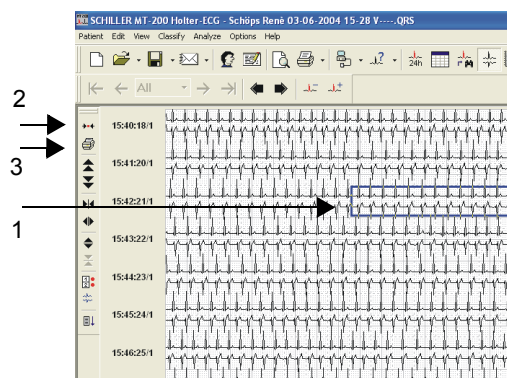 SCHILLER MT-200 Holter-ECG - Schöps Renè 03-06-2004 15-28 V----.QRS
Patient Edit View Classify Analyze Options Help
24h
All
2
15:40:18/1
3
15:41:20/1
15:42:21/1
1
15:43:22/1
15:44:23/1
15:45:24/1
15:46:25/1